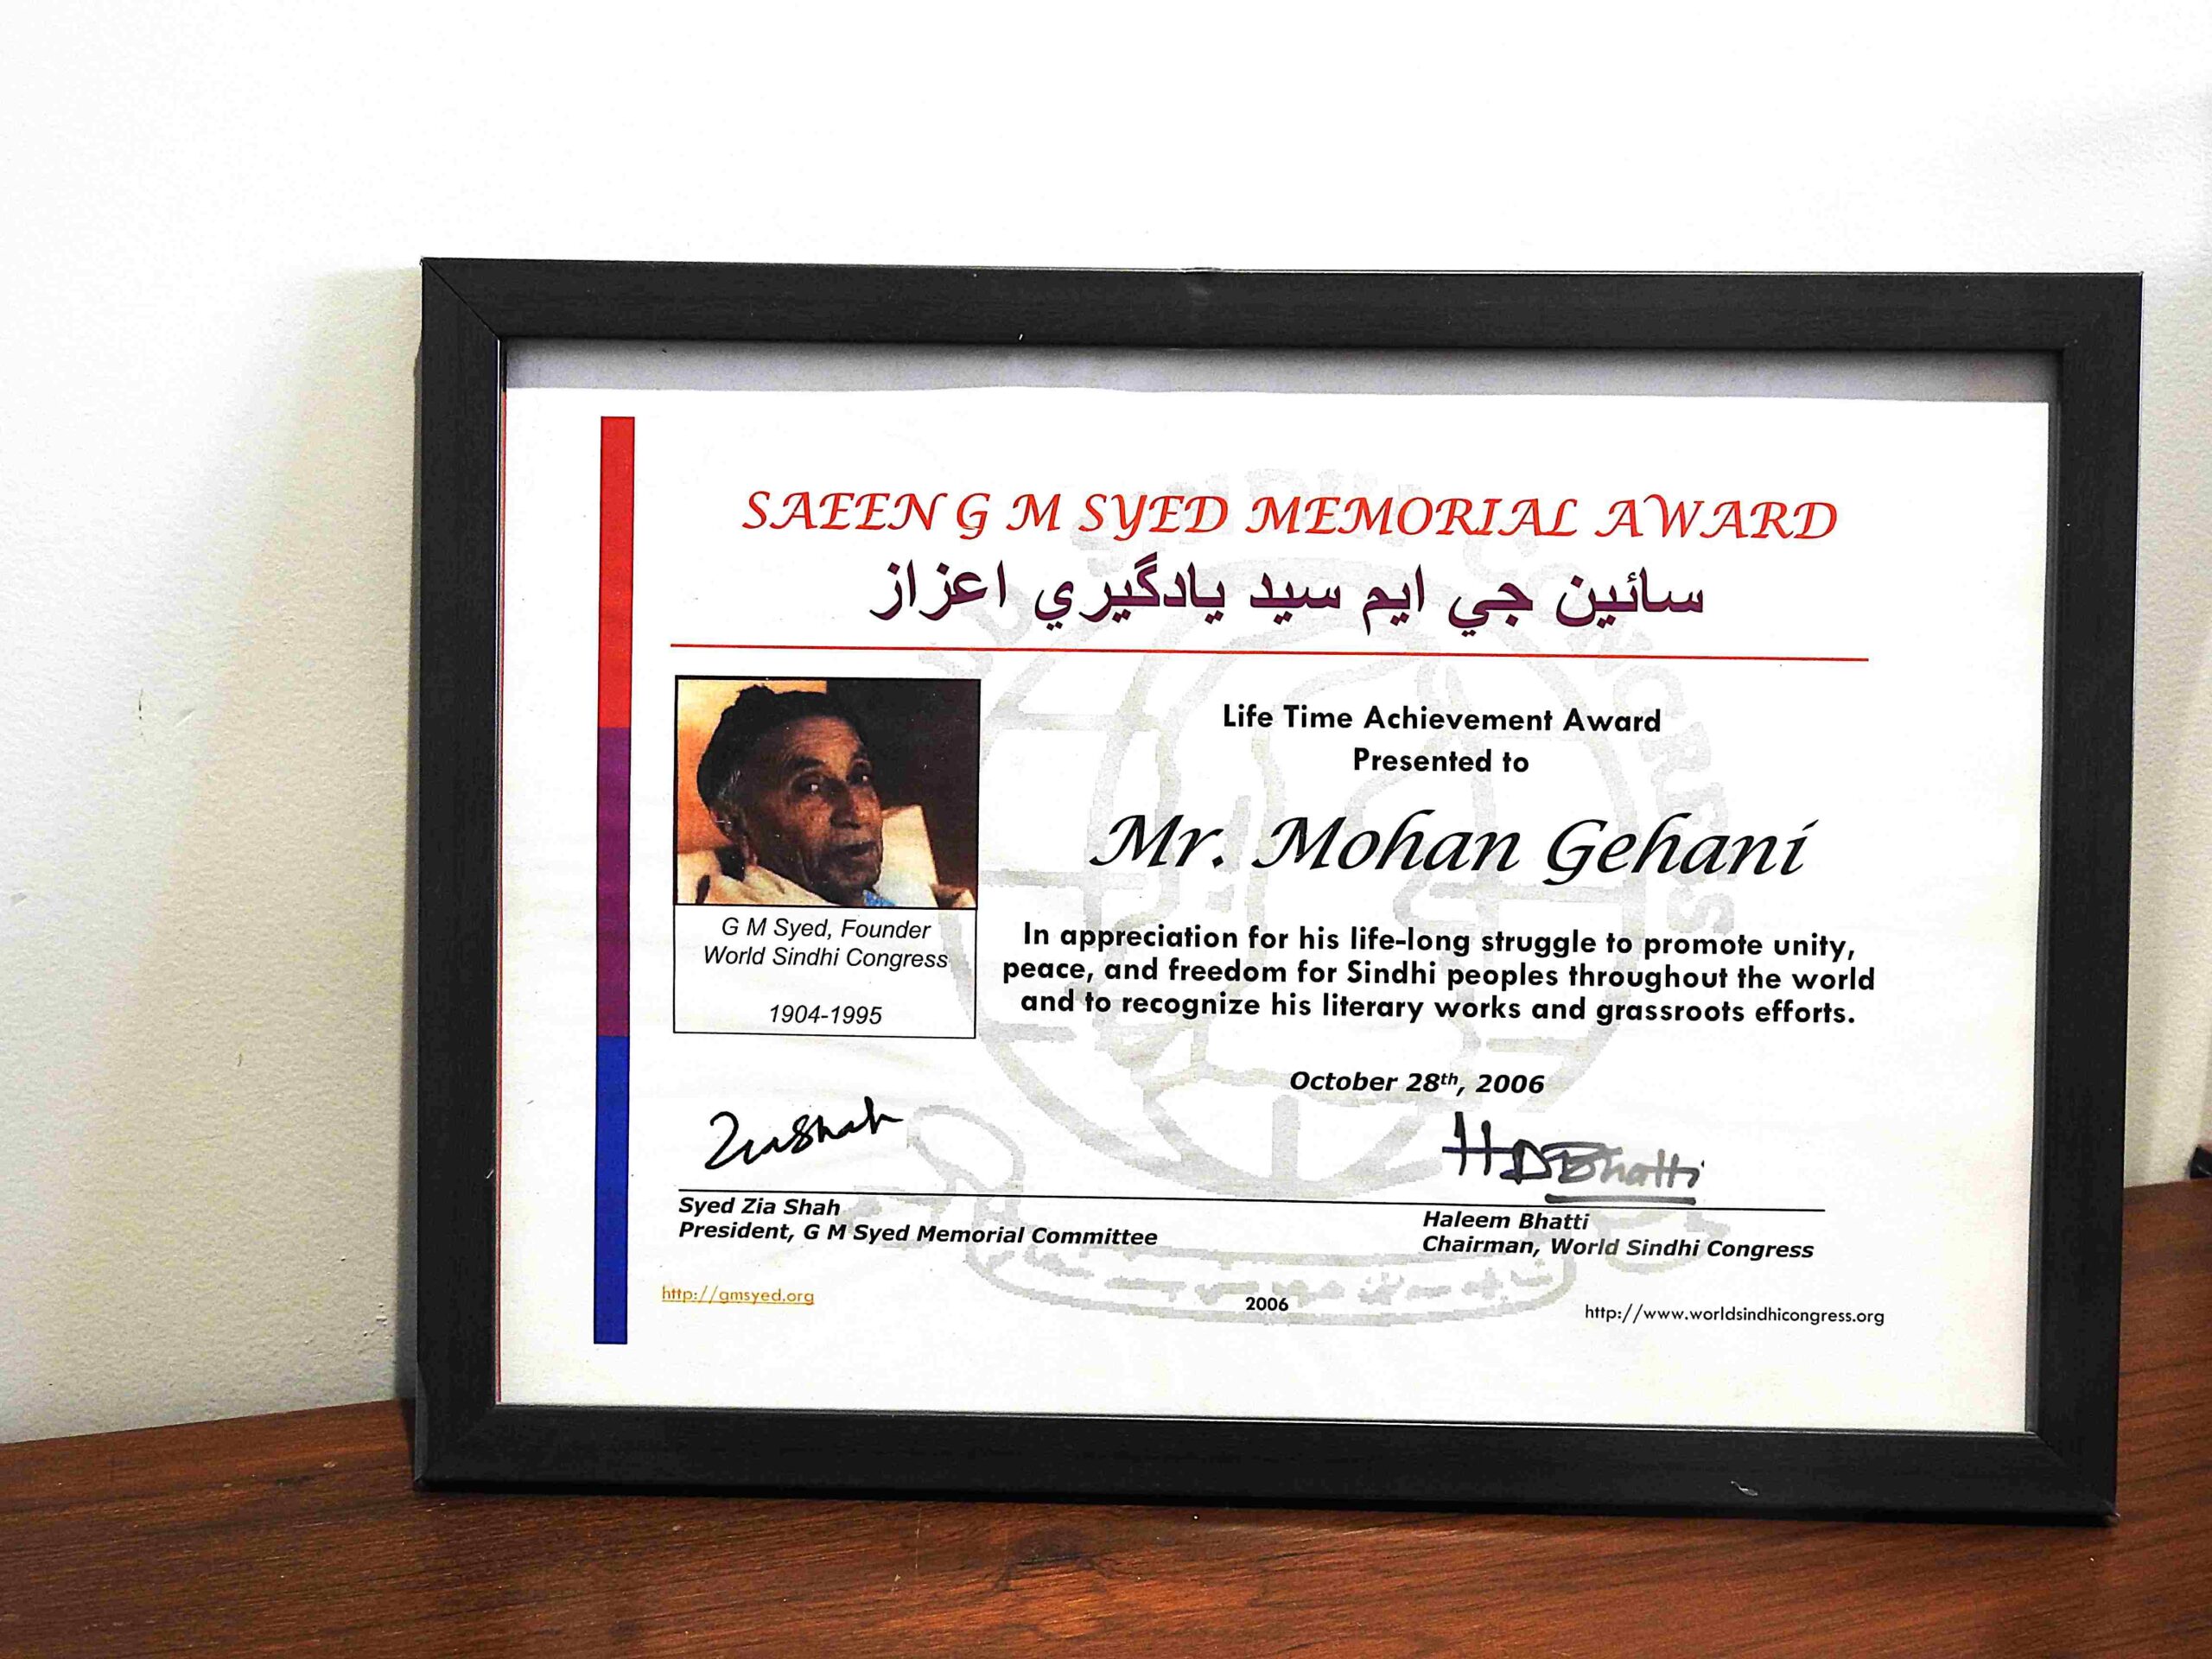 SAEEN G M SYED MEMORIAL AWARD
سائين جي ايم سيد يادگيري اعزاز
Life Time Achievement Award
Presented to
Mr. Mohan Gehani
G M Syed, Founder
World Sindhi Congress
1904-1995
In appreciation for his life-long struggle to promote unity,
peace, and freedom for Sindhi peoples throughout the world
and to recognize his literary works and grassroots efforts.
October 28th, 2006
Ziashah
HDBhatti
Syed Zia Shah
President, G M Syed Memorial Committee
Haleem Bhatti
Chairman, World Sindhi Congress
http://gmsyed.org
2006
http://www.worldsindhicongress.org